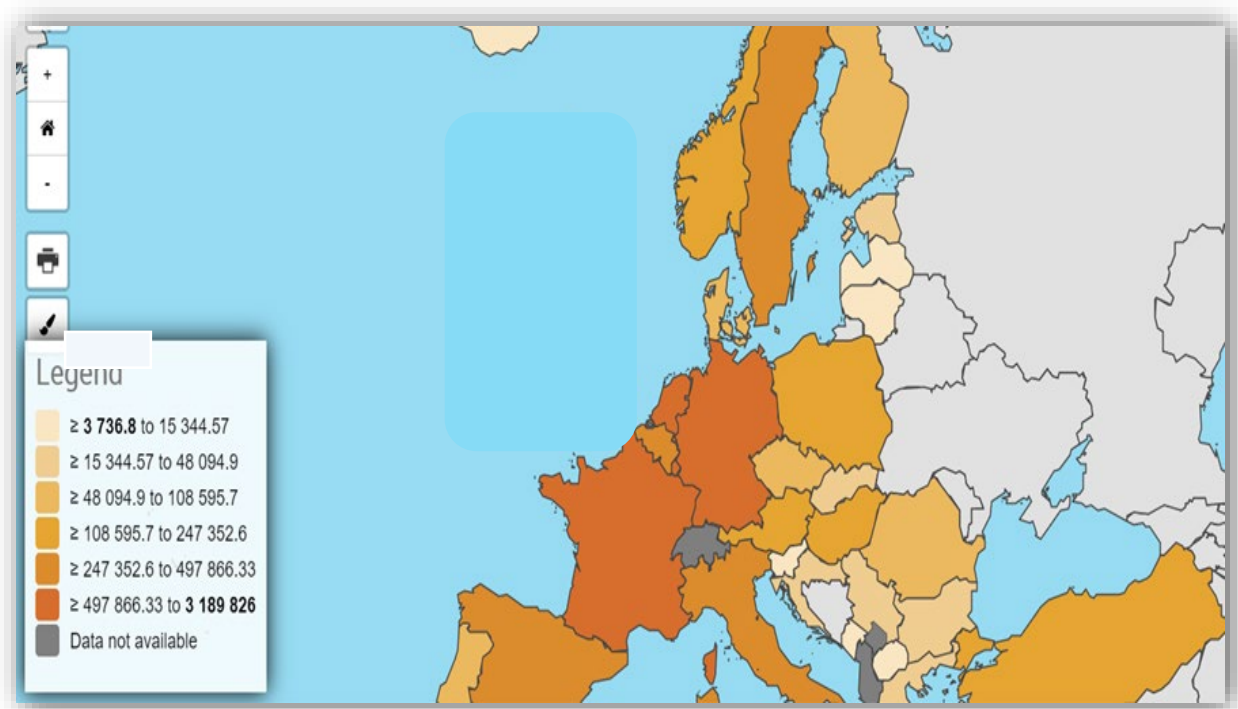 +
-
Legend
≥ 3 736.8 to 15 344.57
≥ 15 344.57 to 48 094.9
≥ 48 094.9 to 108 595.7
≥ 108 595.7 to 247 352.6
≥ 247 352.6 to 497 866.33
≥ 497 866.33 to 3 189 826
Data not available